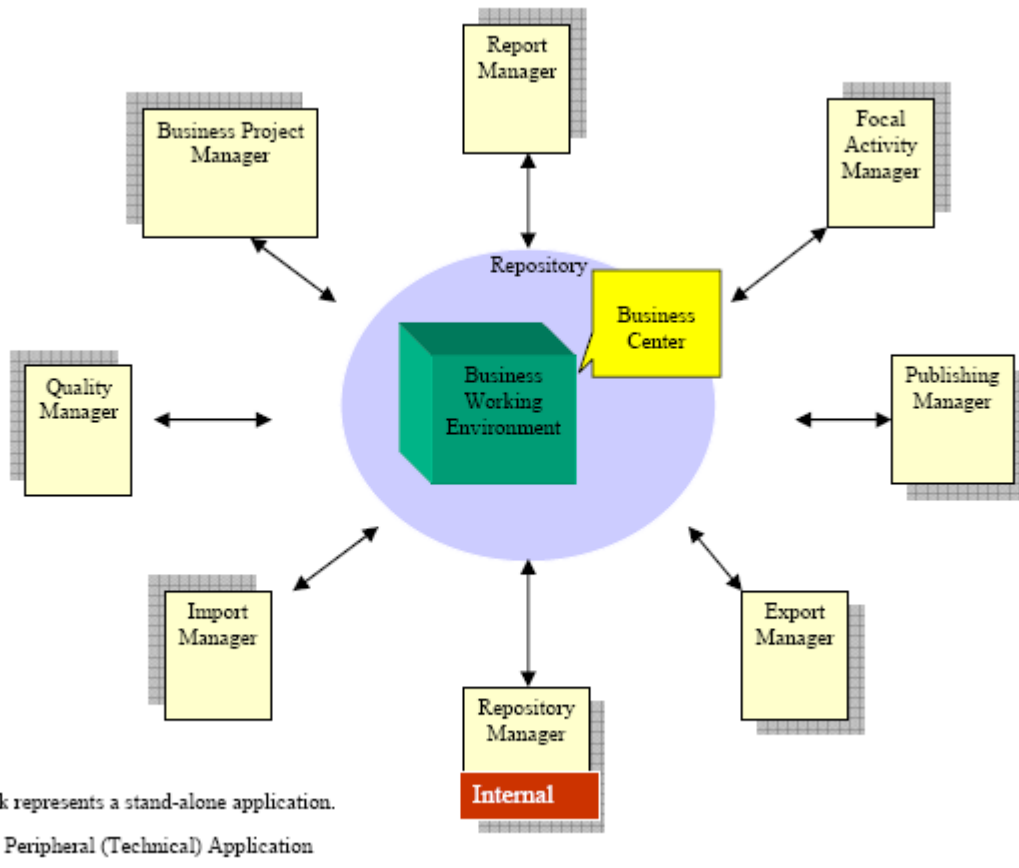 Report
Manager
Business Project
Manager
Focal
Activity
Manager
Repository
Business
Center
Business
Working
Environment
Quality
Manager
Publishing
Manager
Import
Manager
Export
Manager
Repository
Manager
Internal
represents a stand-alone application.
Peripheral (Technical) Application